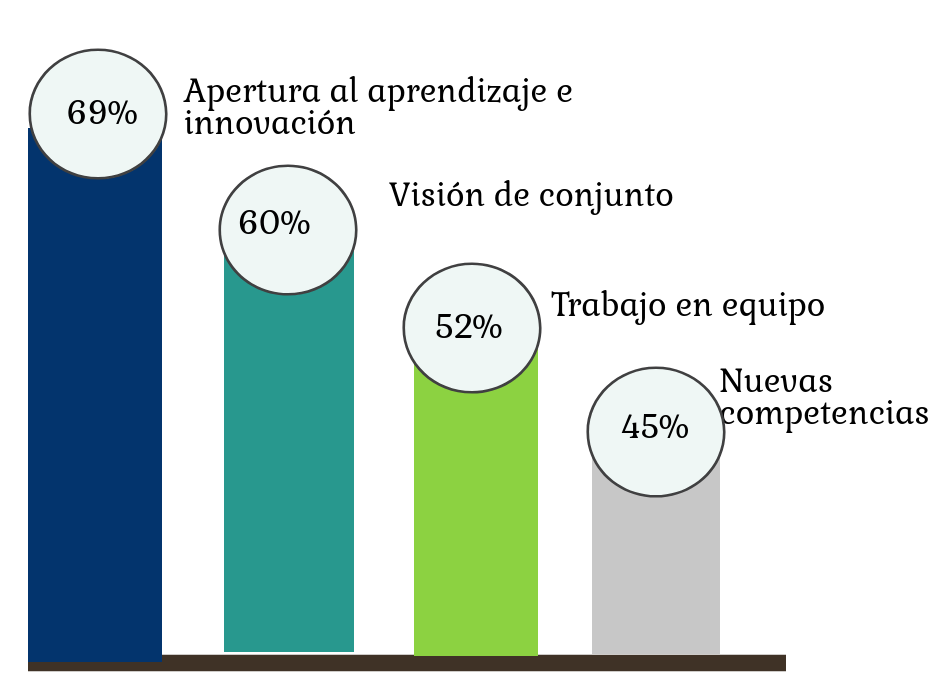 69%
Apertura al aprendizaje e
innovación
60%
Visión de conjunto
52%
Trabajo en equipo
45%
Nuevas
competencias